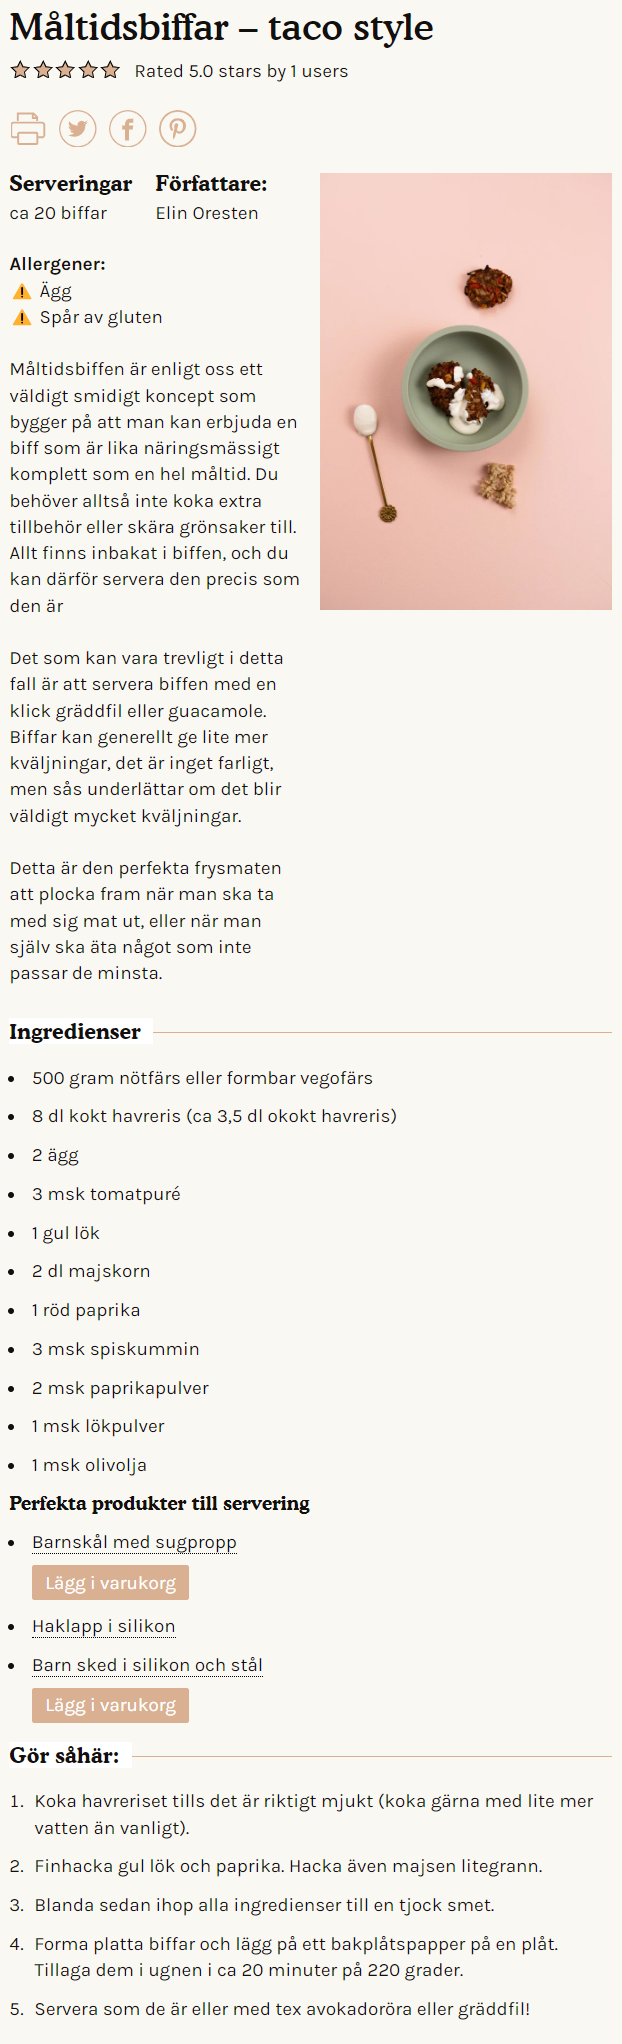 Måltidsbiffar – taco style
Rated 5.0 stars by 1 users
Serveringar
ca 20 biffar
Författare:
Elin Oresten
Allergener:
⚠️ Ägg
⚠️ Spår av gluten
Måltidsbiffen är enligt oss ett
väldigt smidigt koncept som
bygger på att man kan erbjuda en
biff som är lika näringsmässigt
komplett som en hel måltid. Du
behöver alltså inte koka extra
tillbehör eller skära grönsaker till.
Allt finns inbakat i biffen, och du
kan därför servera den precis som
den är
Det som kan vara trevligt i detta
fall är att servera biffen med en
klick gräddfil eller guacamole.
Biffar kan generellt ge lite mer
kväljningar, det är inget farligt,
men sås underlättar om det blir
väldigt mycket kväljningar.
Detta är den perfekta frysmaten
att plocka fram när man ska ta
med sig mat ut, eller när man
själv ska äta något som inte
passar de minsta.
Ingredienser
• 500 gram nötfärs eller formbar vegofärs
• 8 dl kokt havreris (ca 3,5 dl okokt havreris)
• 2 ägg
• 3 msk tomatpuré
• 1 gul lök
• 2 dl majskorn
• 1 röd paprika
• 3 msk spiskummin
• 2 msk paprikapulver
• 1 msk lökpulver
• 1 msk olivolja
Perfekta produkter till servering
• Barnskål med sugpropp
Lägg i varukorg
• Haklapp i silikon
• Barn sked i silikon och stål
Lägg i varukorg
Gör såhär:
1. Koka havreriset tills det är riktigt mjukt (koka gärna med lite mer
vatten än vanligt).
2. Finhacka gul lök och paprika. Hacka även majsen litegrann.
3. Blanda sedan ihop alla ingredienser till en tjock smet.
4. Forma platta biffar och lägg på ett bakplåtspapper på en plåt.
Tillaga dem i ugnen i ca 20 minuter på 220 grader.
5. Servera som de är eller med tex avokadoröra eller gräddfil!